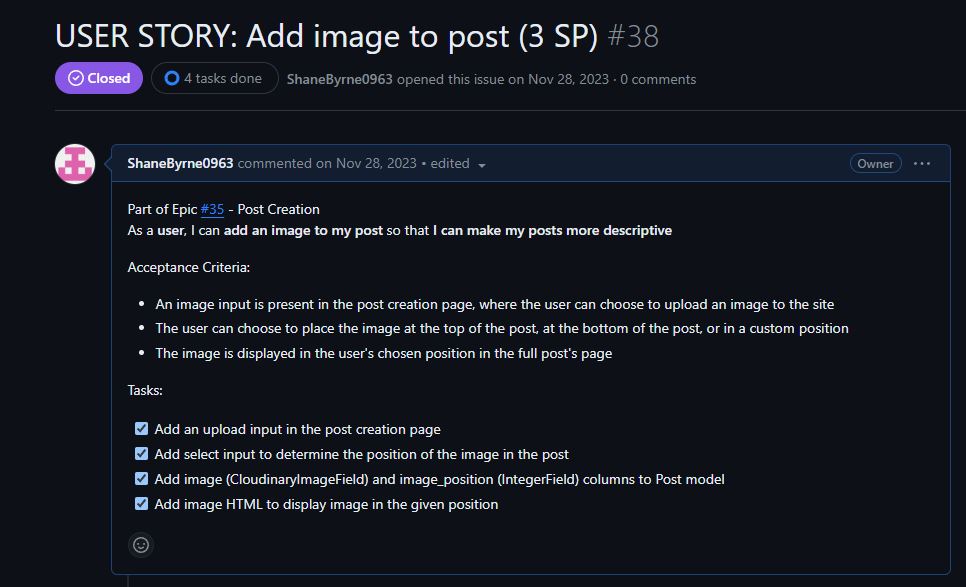 USER STORY: Add image to post (3 SP) #38
Closed 4 tasks done ShaneByrne0963 opened this issue on Nov 28, 2023 · 0 comments
ShaneByrne0963 commented on Nov 28, 2023 • edited Owner
Part of Epic #35 - Post Creation
As a user, I can add an image to my post so that I can make my posts more descriptive
Acceptance Criteria:
• An image input is present in the post creation page, where the user can choose to upload an image to the site
• The user can choose to place the image at the top of the post, at the bottom of the post, or in a custom position
• The image is displayed in the user's chosen position in the full post's page
Tasks:
Add an upload input in the post creation page
Add select input to determine the position of the image in the post
Add image (CloudinaryImageField) and image_position (IntegerField) columns to Post model
Add image HTML to display image in the given position